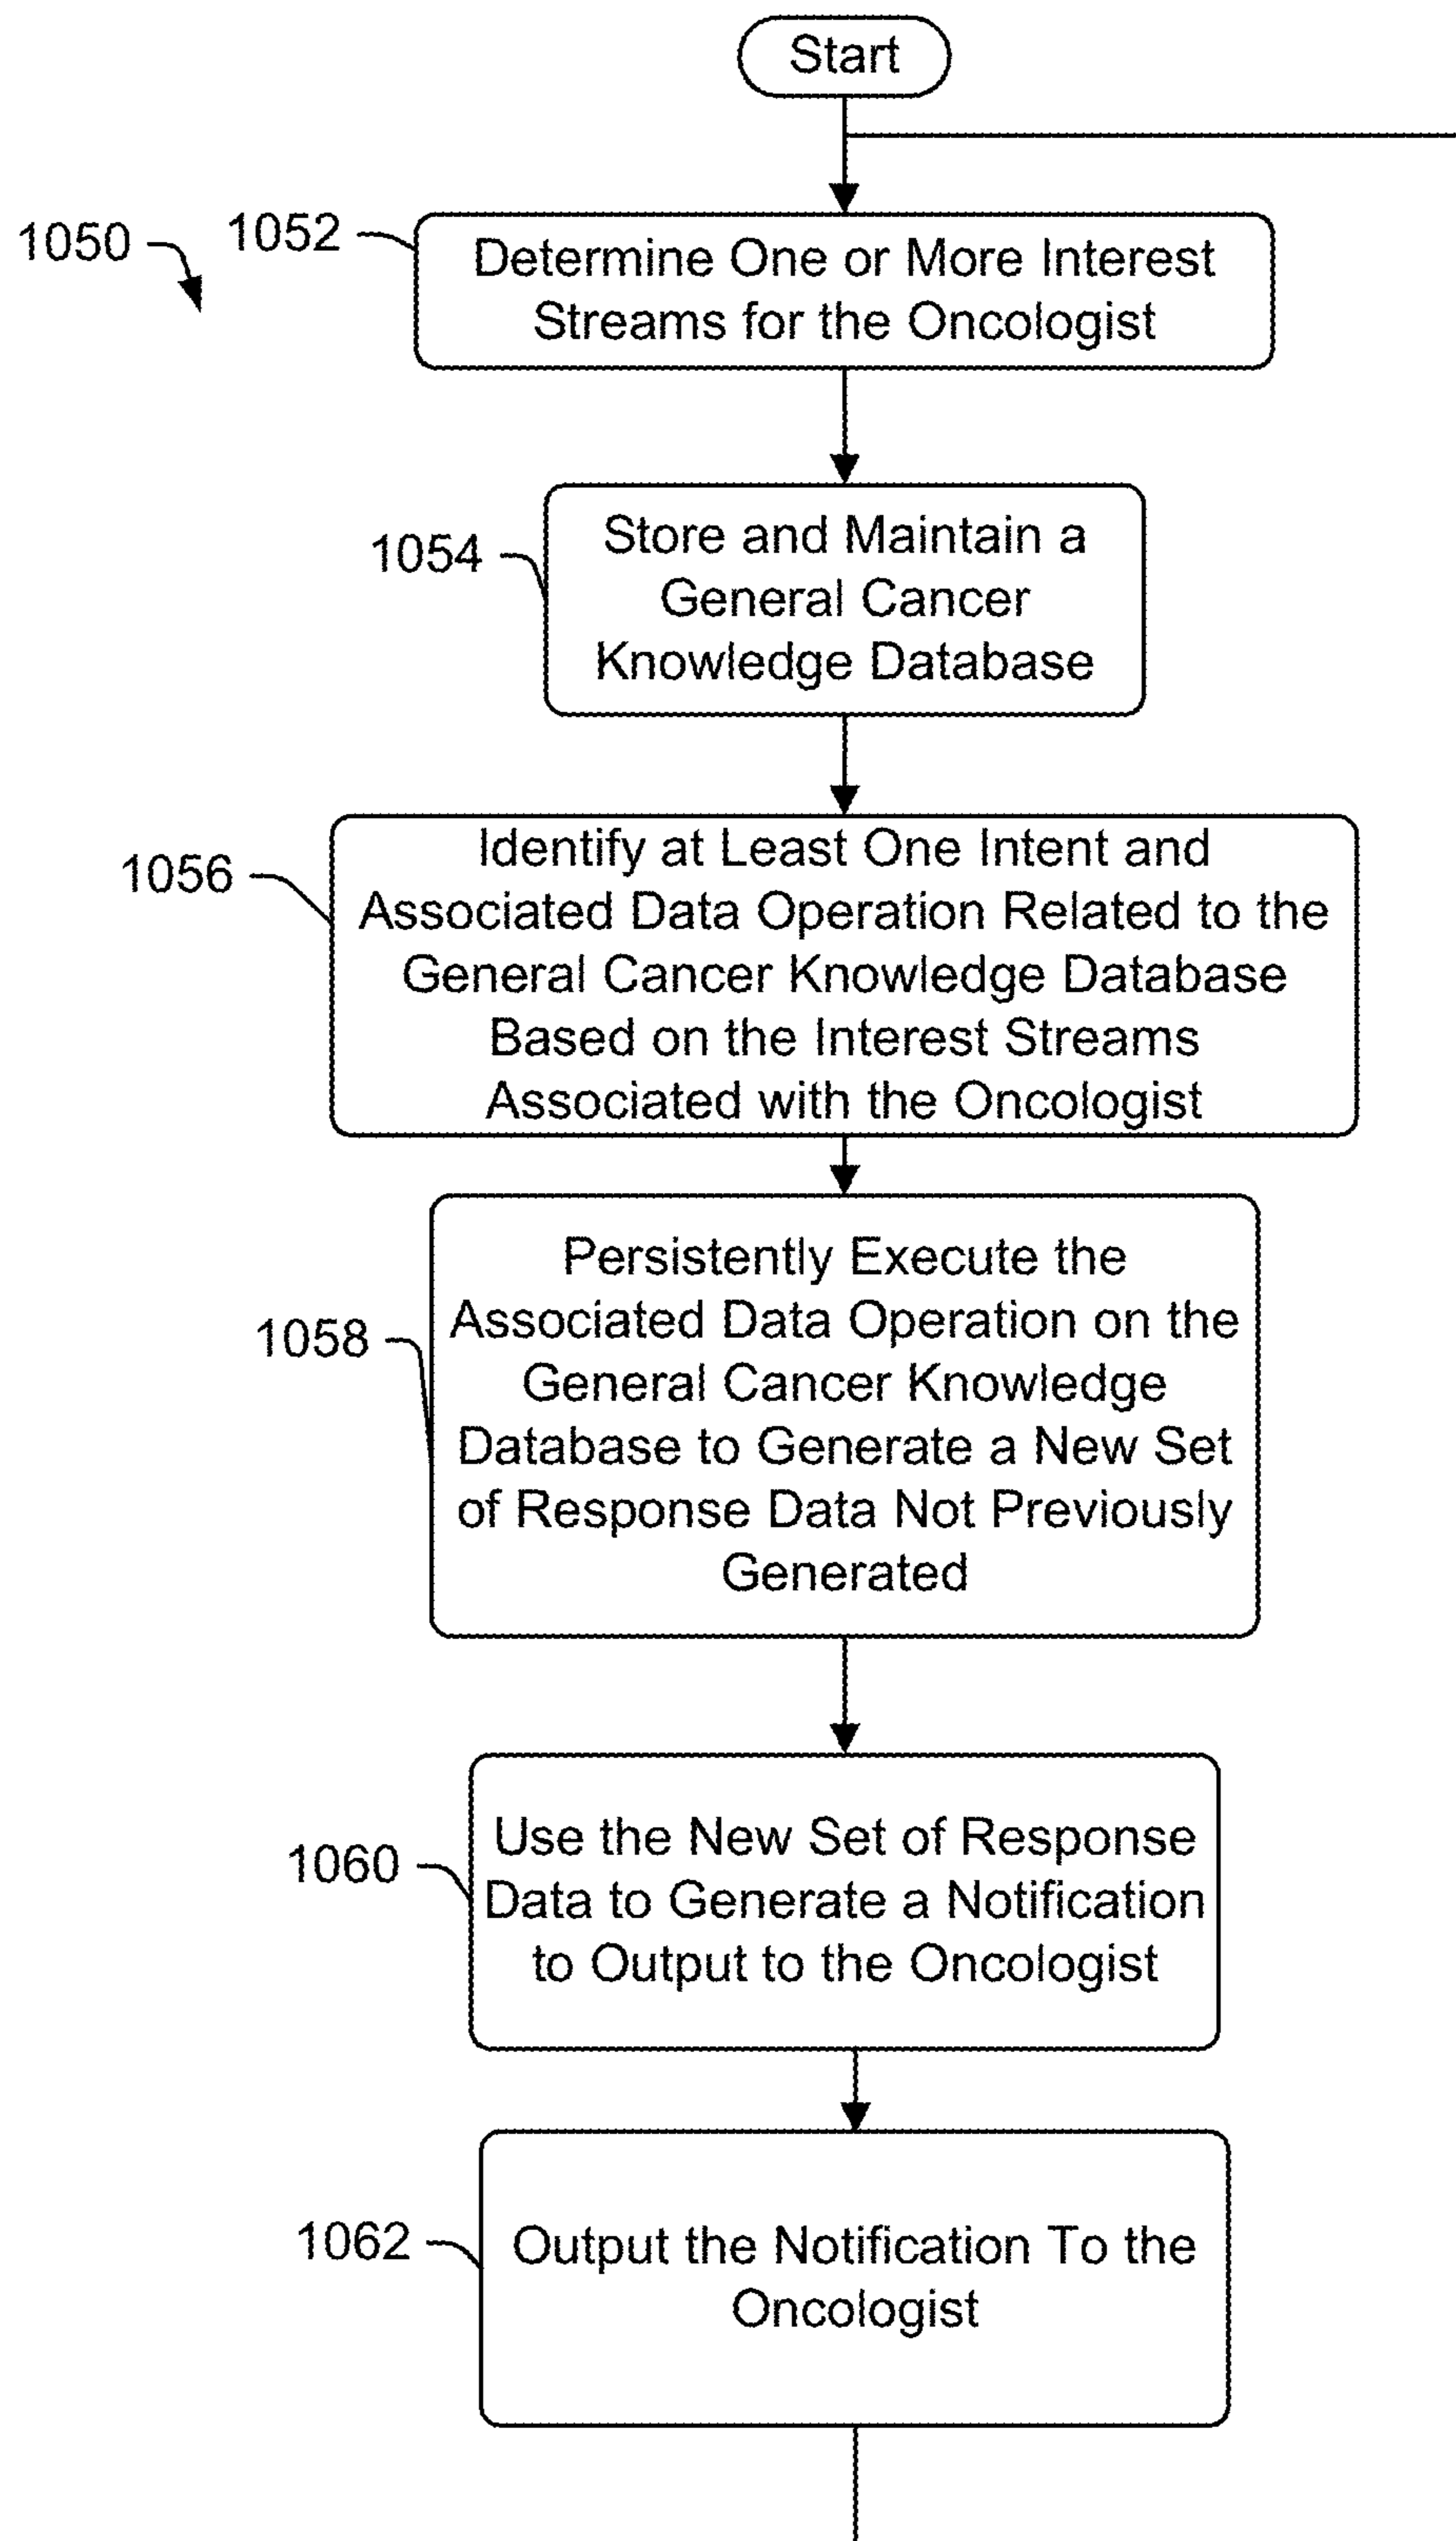 Start
1050
1052
Determine One or More Interest
Streams for the Oncologist
1054
Store and Maintain a
General Cancer
Knowledge Database
1056
Identify at Least One Intent and
Associated Data Operation Related to the
General Cancer Knowledge Database
Based on the Interest Streams
Associated with the Oncologist
1058
Persistently Execute the
Associated Data Operation on the
General Cancer Knowledge
Database to Generate a New Set
of Response Data Not Previously
Generated
1060
Use the New Set of Response
Data to Generate a Notification
to Output to the Oncologist
1062
Output the Notification To the
Oncologist